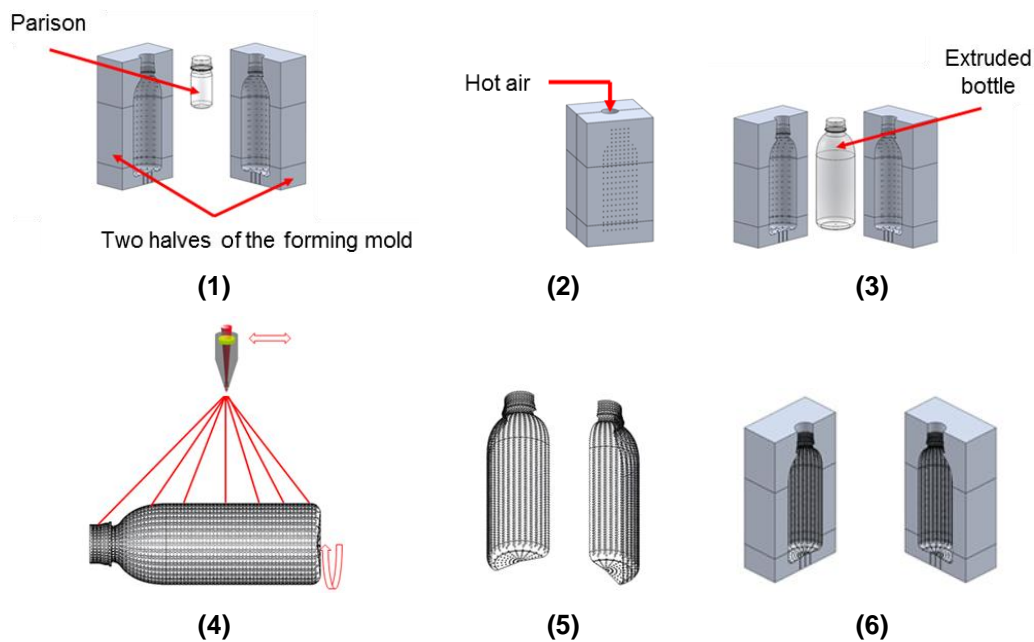 Parison
Two halves of the forming mold
(1)
Hot air
(2)
Extruded
bottle
(3)
(4)
(5)
(6)